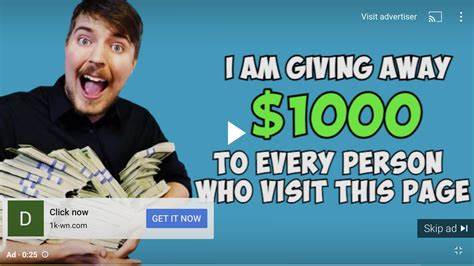 Visit advertiser
I AM GIVING AWAY
$1000
TO EVERY PERSON
WHO VISIT THIS PAGE
D
Click now
1k-wn.com
GET IT NOW
Skip ad
Ad · 0:25